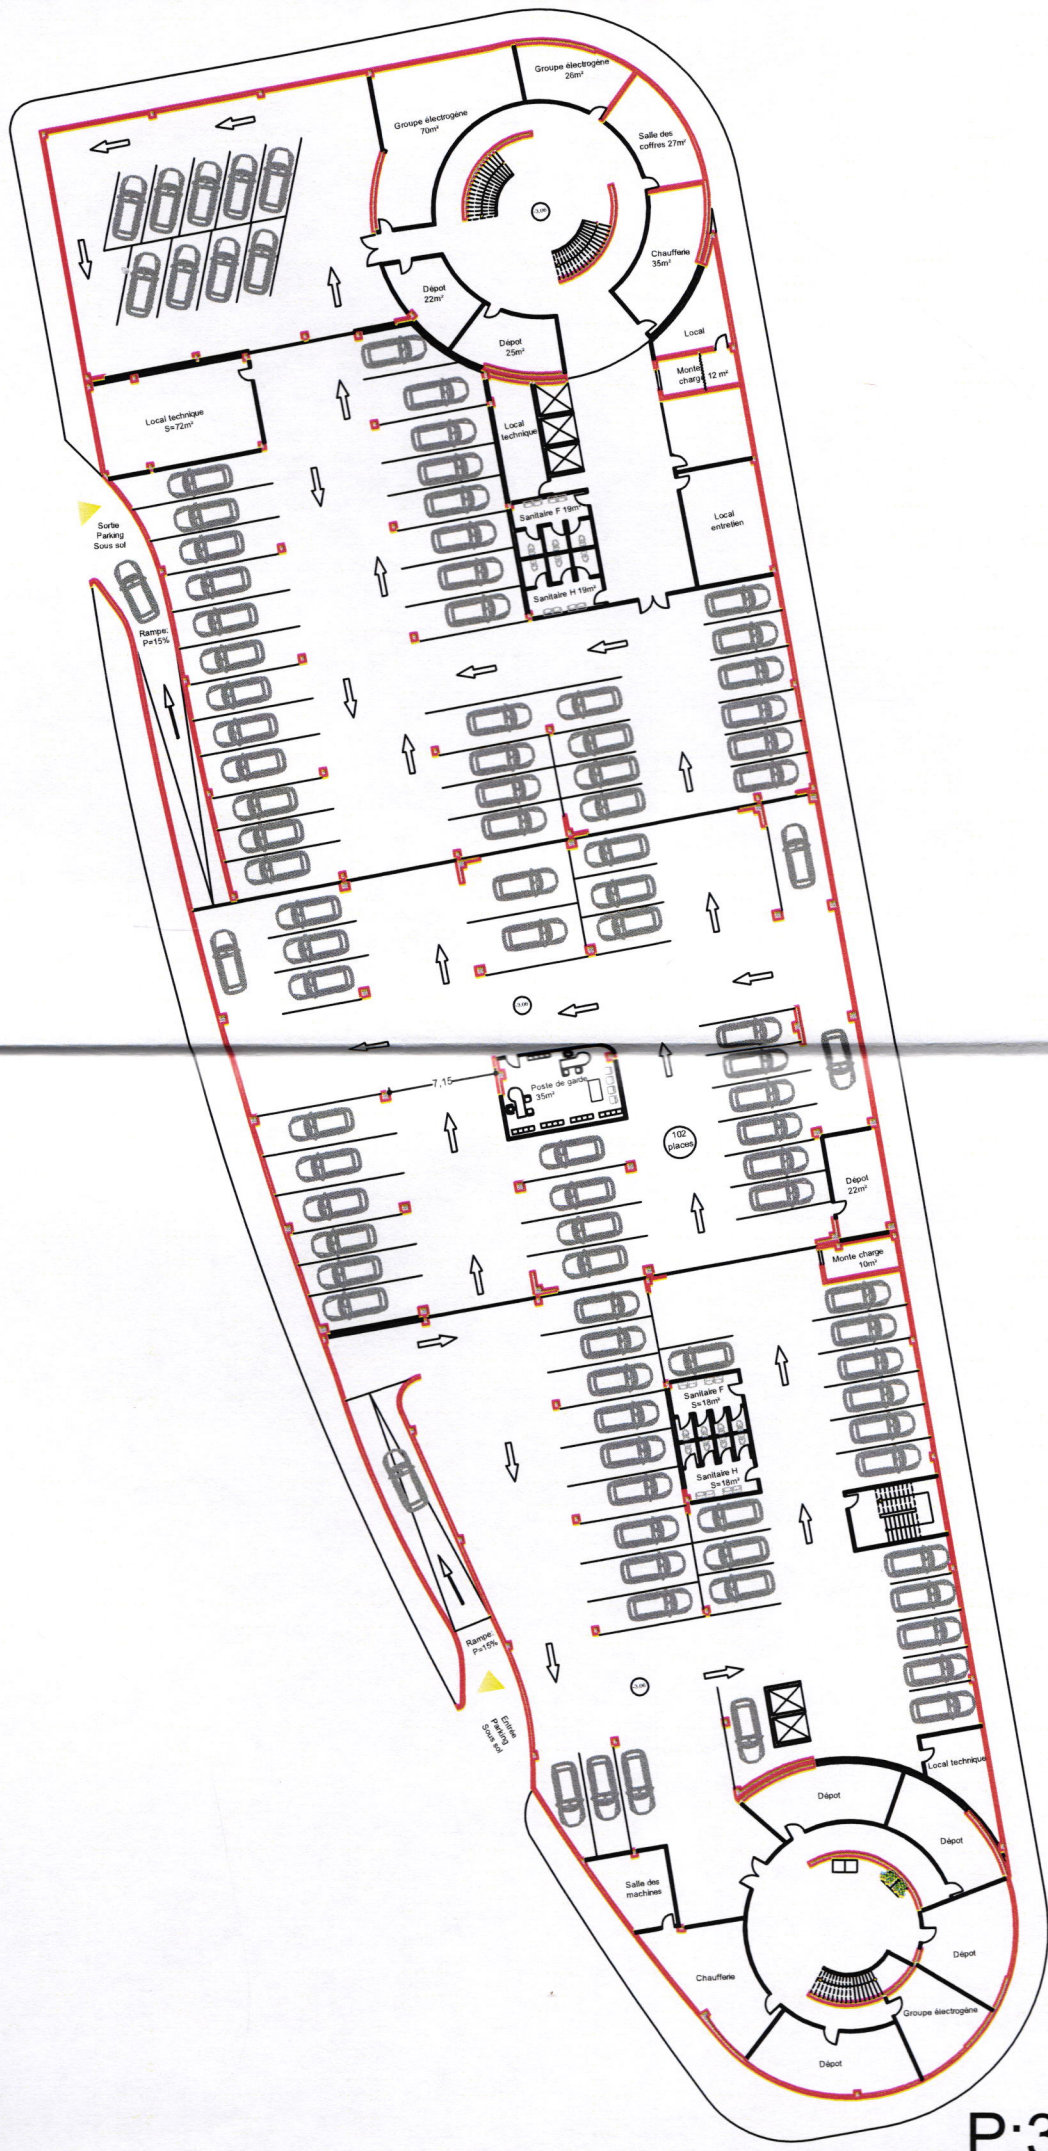 Groupe électrogène
26m²
Groupe électrogène
70m²
Salle des
coffres 27m²
-3.06
Chaufferie
35m²
Dépot
22m²
Local
Dépot
25m²
Monte
charge 12 m²
Local technique
S=72m²
Local
technique
Sortie
Parking
Sous sol
Sanitaire F 19m²
Local
entretien
Sanitaire H 19m²
Rampe:
P=15%
-3.06
7,15
Poste de garde
35m²
102
places
Dépot
22m²
Monte charge
10m²
Sanitaire F
S=18m²
Sanitaire H
S=18m²
Rampe:
P=15%
-3.06
Entrée
Parking
Sous sol
Local technique
Dépot
Dépot
Salle des
machines
Dépot
Chaufferie
Groupe électrogène
Dépot
P:3